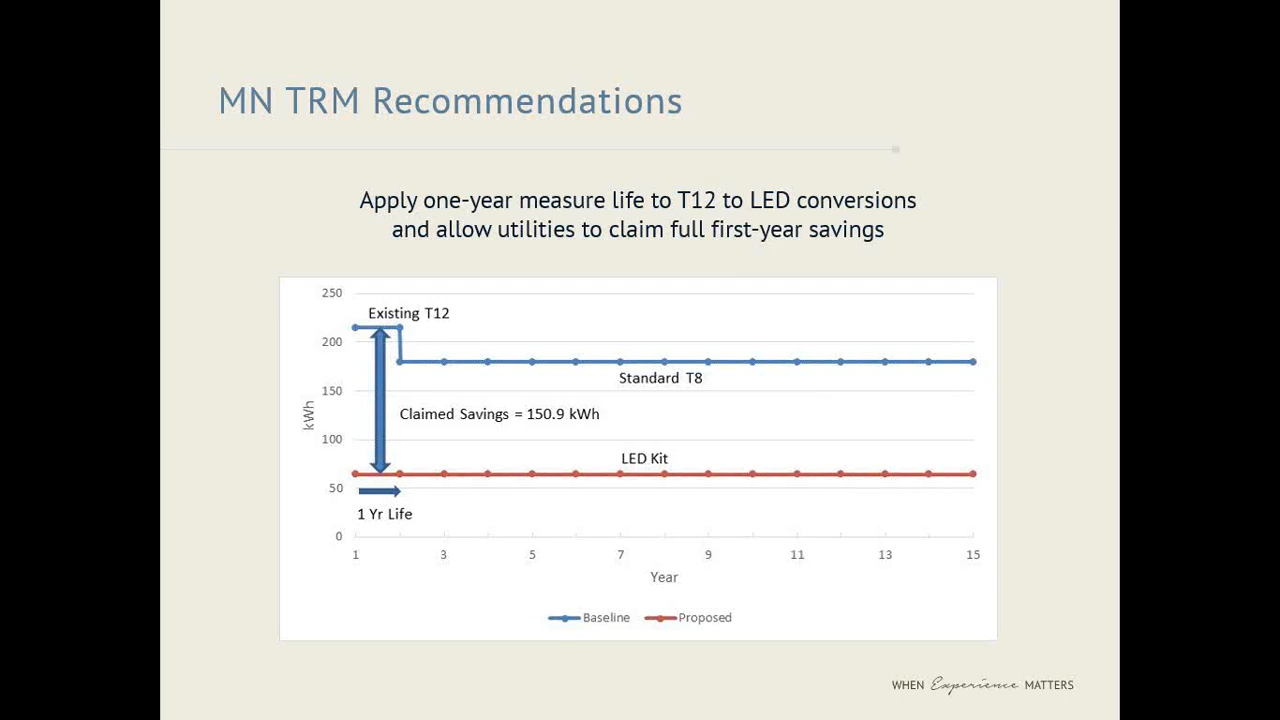 MN TRM Recommendations
Apply one-year measure life to T12 to LED conversions
and allow utilities to claim full first-year savings
250
Existing T12
200
Standard T8
150
Claimed Savings = 150.9 kWh
kWh
100
LED Kit
50
1 Yr Life
0
1 3 5 7 9 11 13 15
Year
Baseline Proposed
WHEN Experience MATTERS